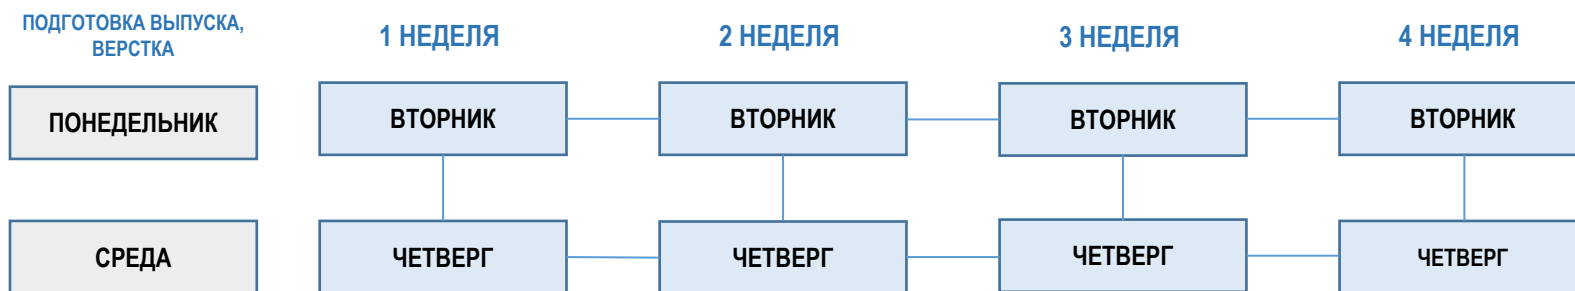 ПОДГОТОВКА ВЫПУСКА,
ВЕРСТКА
1 НЕДЕЛЯ
2 НЕДЕЛЯ
3 НЕДЕЛЯ
4 НЕДЕЛЯ
ПОНЕДЕЛЬНИК
ВТОРНИК
ВТОРНИК
ВТОРНИК
ВТОРНИК
СРЕДА
ЧЕТВЕРГ
ЧЕТВЕРГ
ЧЕТВЕРГ
ЧЕТВЕРГ